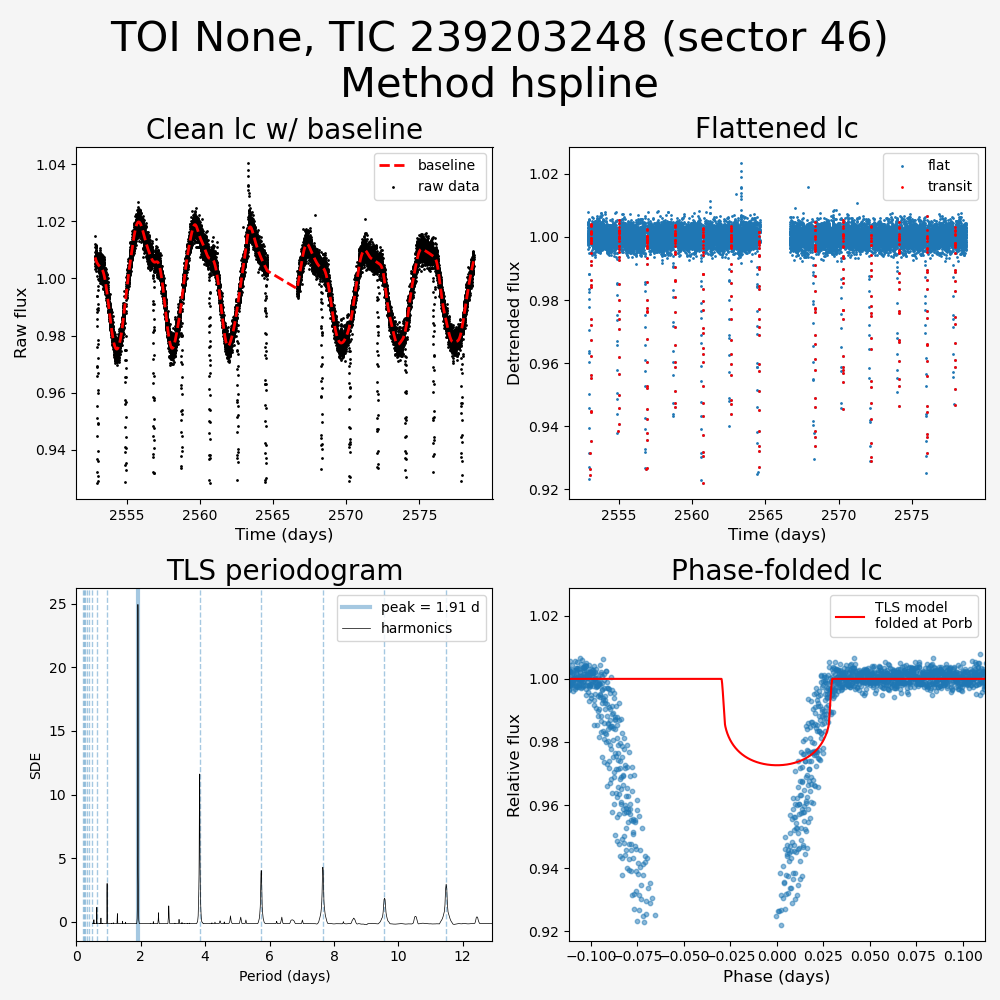 TOI None, TIC 239203248 (sector 46)
Method hspline
Clean lc w/ baseline
Flattened lc
1.04
1.02
1.00
0.98
0.96
0.94
Raw flux
baseline
raw data
2555
2560
2565
2570
2575
Time (days)
1.02
1.00
0.98
0.96
0.94
0.92
Detrended flux
flat
transit
2555
2560
2565
2570
2575
Time (days)
TLS periodogram
Phase-folded lc
25
20
15
10
5
0
SDE
peak = 1.91 d
harmonics
0
2
4
6
8
10
12
Period (days)
1.02
1.00
0.98
0.96
0.94
0.92
Relative flux
TLS model
folded at Porb
−0.100
−0.075
−0.050
−0.025
0.000
0.025
0.050
0.075
0.100
Phase (days)